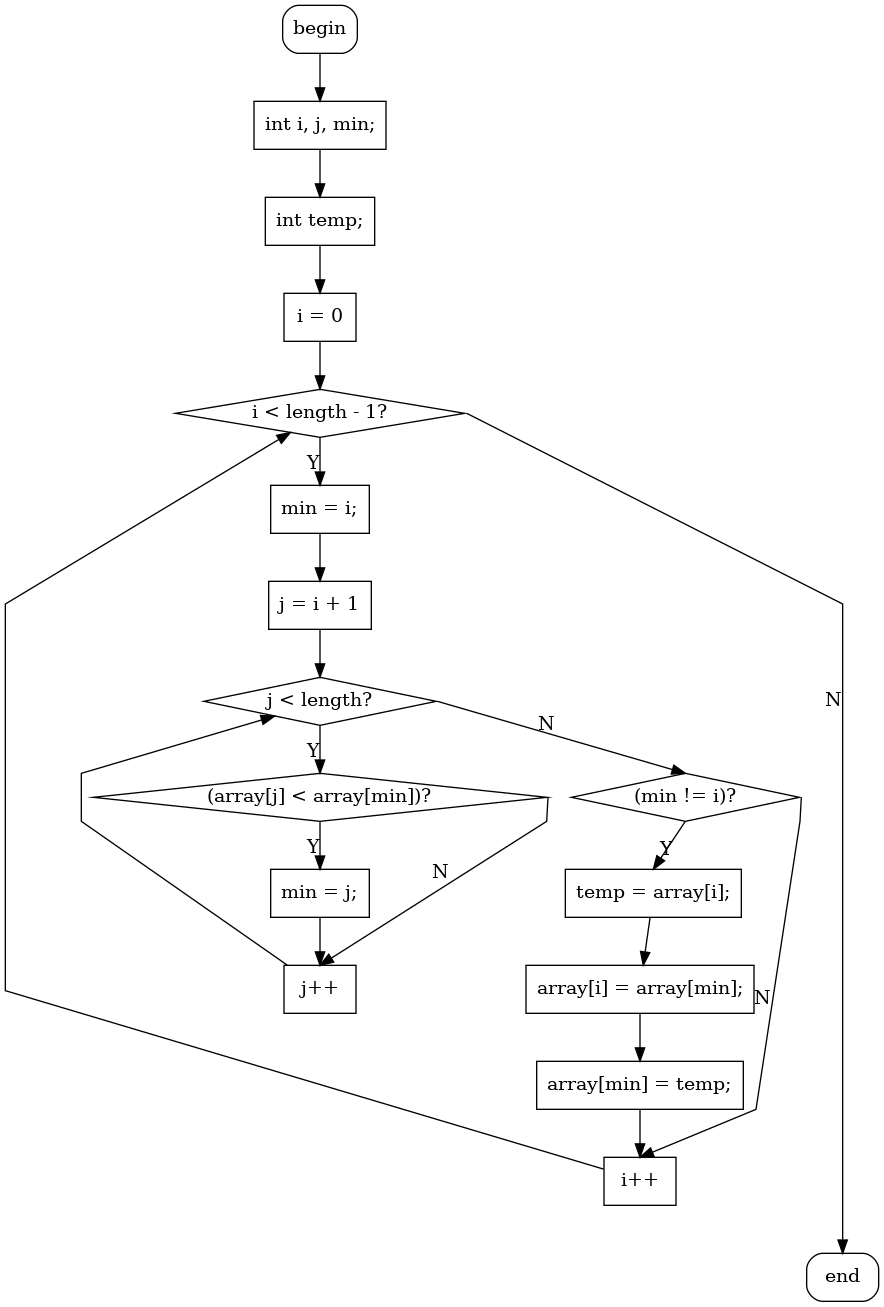 begin
int i, j, min;
int temp;
i = 0
i < length - 1?
Y
min = i;
j = i + 1
N
j < length?
N
Y
(array[j] < array[min])?
(min != i)?
Y
Y
N
min = j;
temp = array[i];
j++
array[i] = array[min];
N
array[min] = temp;
i++
end